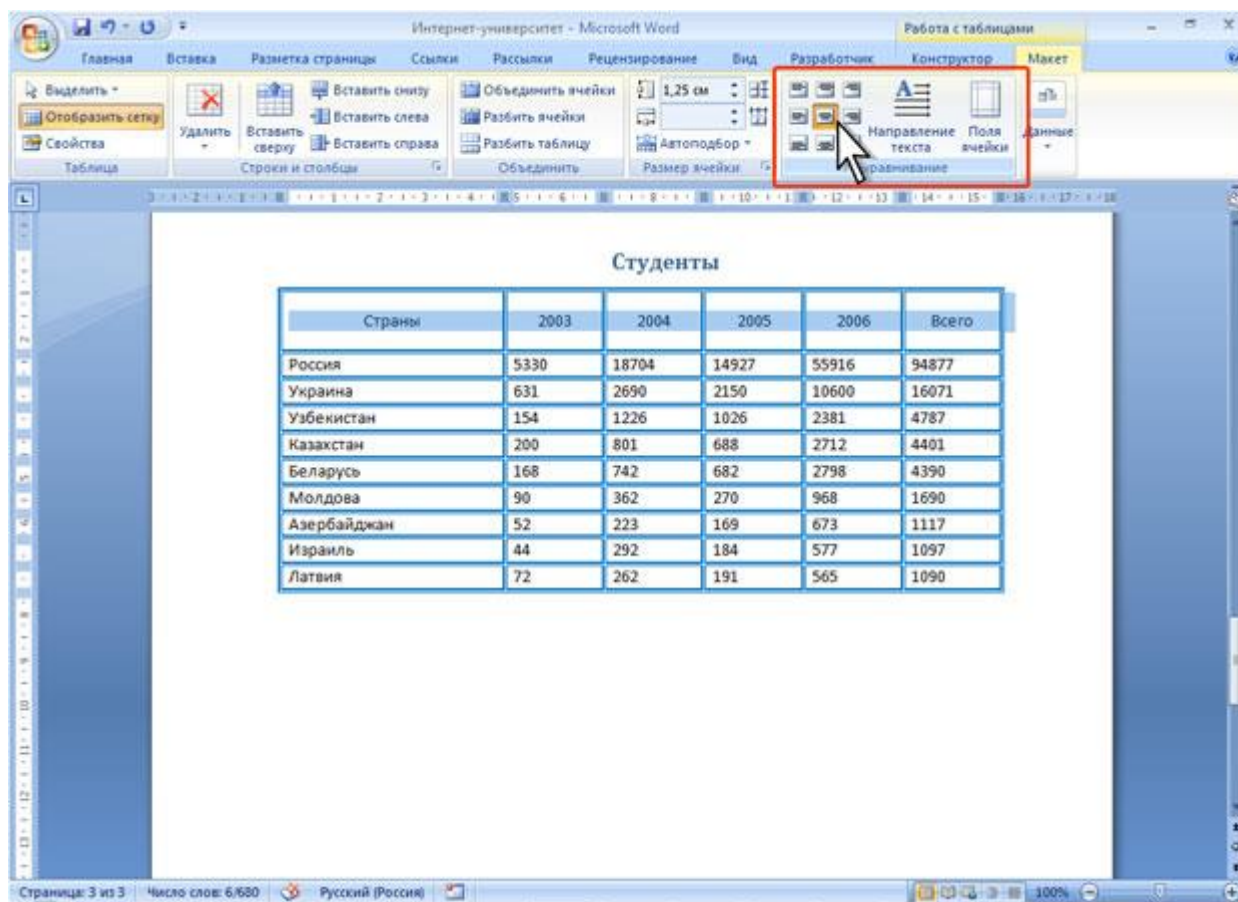 Интернет-университет - Microsoft Word
Работа с таблицами
Главная Вставка Разметка страницы Ссылки Рассылки Рецензирование Вид Разработчик Конструктор Макет
Выделить
Отобразить сетку
Свойства
Таблица
Удалить
Вставить сверху
Вставить снизу
Вставить слева
Вставить справа
Строки и столбцы
Объединить ячейки
Разбить ячейки
Разбить таблицу
Объединить
1,25 см
Автоподбор
Размер ячейки
Направление текста
Поля ячейки
Данные
Студенты
Страны 2003 2004 2005 2006 Всего
Россия 5330 18704 14927 55916 94877
Украина 631 2690 2150 10600 16071
Узбекистан 154 1226 1026 2381 4787
Казахстан 200 801 688 2712 4401
Беларусь 168 742 682 2798 4390
Молдова 90 362 270 968 1690
Азербайджан 52 223 169 673 1117
Израиль 44 292 184 577 1097
Латвия 72 262 191 565 1090
Страница: 3 из 3 Число слов: 6/680 Русский (Россия) 100%